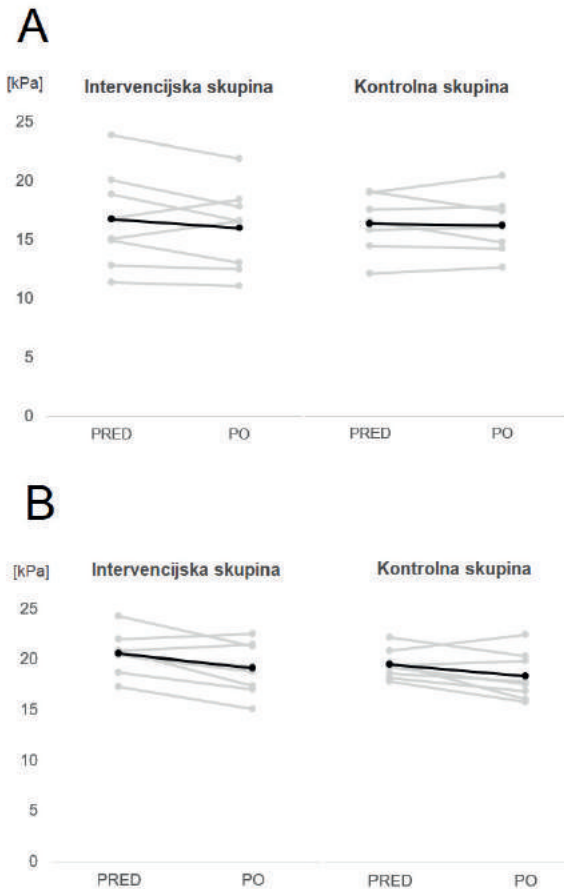 A
[kPa]
Intervencijska skupina Kontrolna skupina
25
20
15
10
5
0
PRED PO PRED PO
B
[kPa]
Intervencijska skupina Kontrolna skupina
25
20
15
10
5
0
PRED PO PRED PO